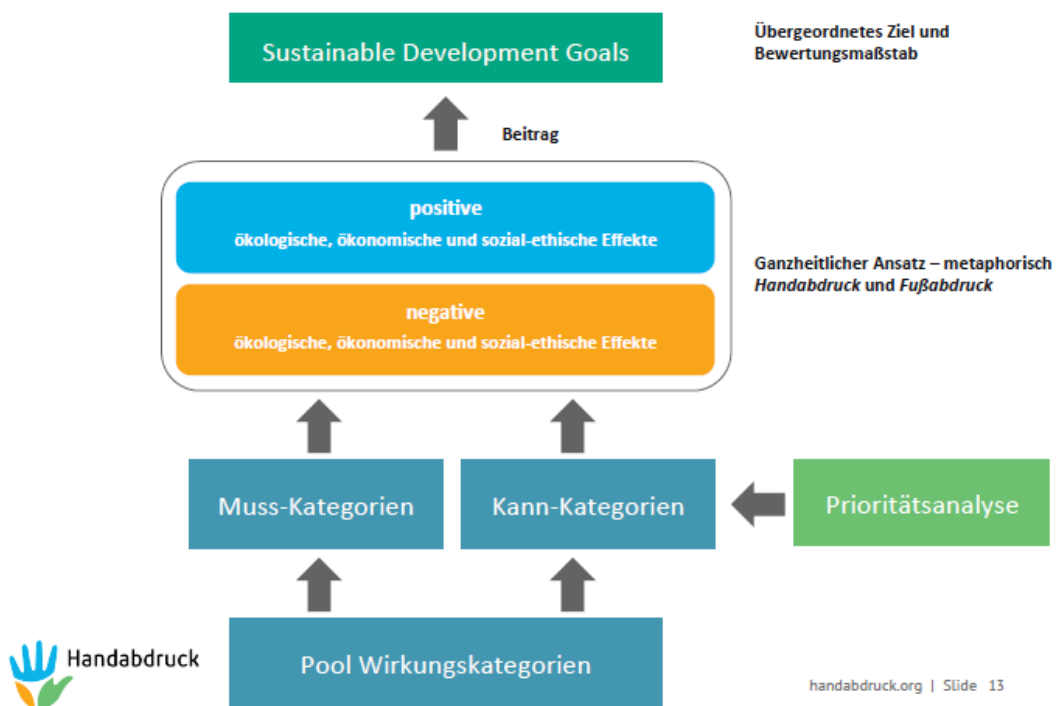 Sustainable Development Goals
Übergeordnetes Ziel und
Bewertungsmaßstab
Beitrag
positive
ökologische, ökonomische und sozial-ethische Effekte
Ganzheitlicher Ansatz – metaphorisch
Handabdruck und Fußabdruck
negative
ökologische, ökonomische und sozial-ethische Effekte
Muss-Kategorien
Kann-Kategorien
Prioritätsanalyse
Pool Wirkungskategorien
Handabdruck
handabdruck.org | Slide 13